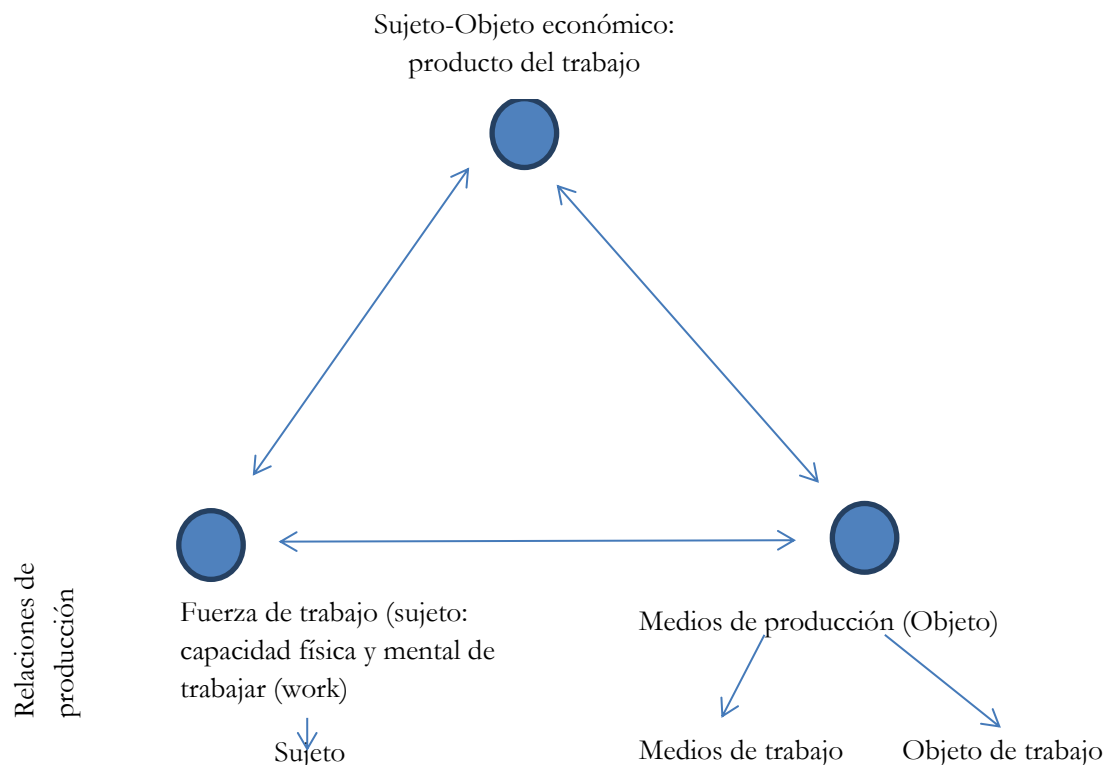 Sujeto-Objeto económico:
producto del trabajo
Relaciones de
producción
Fuerza de trabajo (sujeto:
capacidad física y mental de
trabajar (work)
Sujeto
Medios de producción (Objeto)
Medios de trabajo
Objeto de trabajo